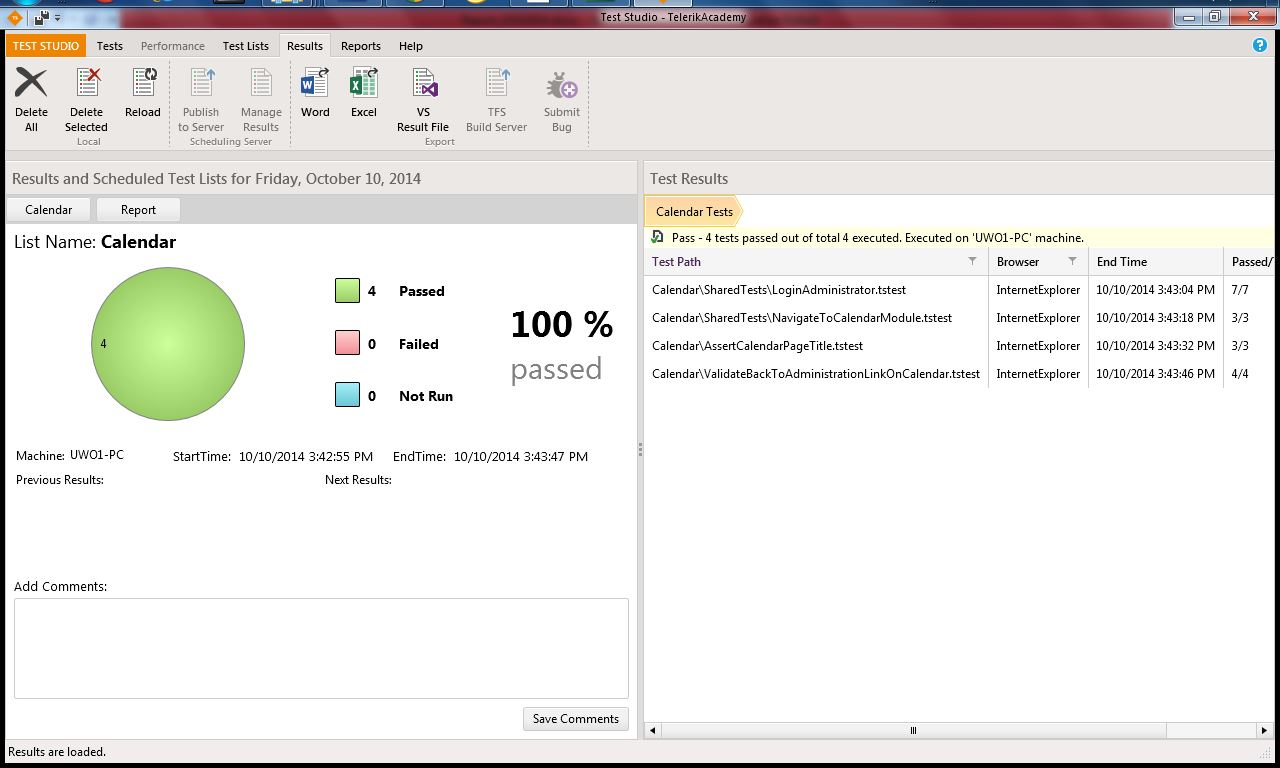 Test Studio - TelerikAcademy
TEST STUDIO Tests Performance Test Lists Results Reports Help
Delete All
Delete Selected
Reload
Local
Publish to Server
Manage Results
Scheduling Server
Word
Excel
VS Result File
TFS Build Server
Submit Bug
Export
Results and Scheduled Test Lists for Friday, October 10, 2014
Calendar Report
List Name: Calendar
4
4 Passed
0 Failed
0 Not Run
100 %
passed
Machine: UWO1-PC StartTime: 10/10/2014 3:42:55 PM EndTime: 10/10/2014 3:43:47 PM
Previous Results: Next Results:
Add Comments:
Save Comments
Test Results
Calendar Tests
Pass - 4 tests passed out of total 4 executed. Executed on 'UWO1-PC' machine.
Test Path Browser End Time Passed/
Calendar\SharedTests\LoginAdministrator.tstest InternetExplorer 10/10/2014 3:43:04 PM 7/7
Calendar\SharedTests\NavigateToCalendarModule.tstest InternetExplorer 10/10/2014 3:43:18 PM 3/3
Calendar\AssertCalendarPageTitle.tstest InternetExplorer 10/10/2014 3:43:32 PM 3/3
Calendar\ValidateBackToAdministrationLinkOnCalendar.tstest InternetExplorer 10/10/2014 3:43:46 PM 4/4
Results are loaded.